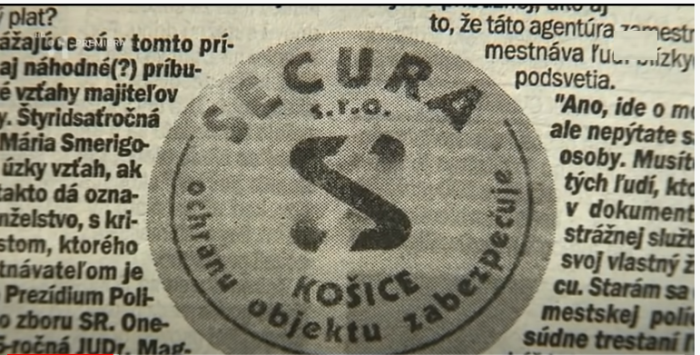 plat?
ážajúce sú v tomto prí-
aj náhodné(?) príbu-
é vzťahy majiteľov
y. Štyridsaťročná
Mária Smerigo-
úzky vzťah, ak
takto dá ozna-
nželstvo, s kri-
stom, ktorého
tnávateľom je
Prezídium Poli-
o zboru SR. One-
5-ročná JUDr. Mag-
SECURA
s.r.o.
S
KOŠICE
ochranu objektu zabezpečuje
to, že táto agentúra
mestnáva
podsvetia.
"Ano, ide o m
ale nepýtate s
osoby. Musít
tých ľudí, kto
v dokument
strážnej služb
svoj vlastný ž
cu. Starám sa
mestskej poli
súdne trestaní